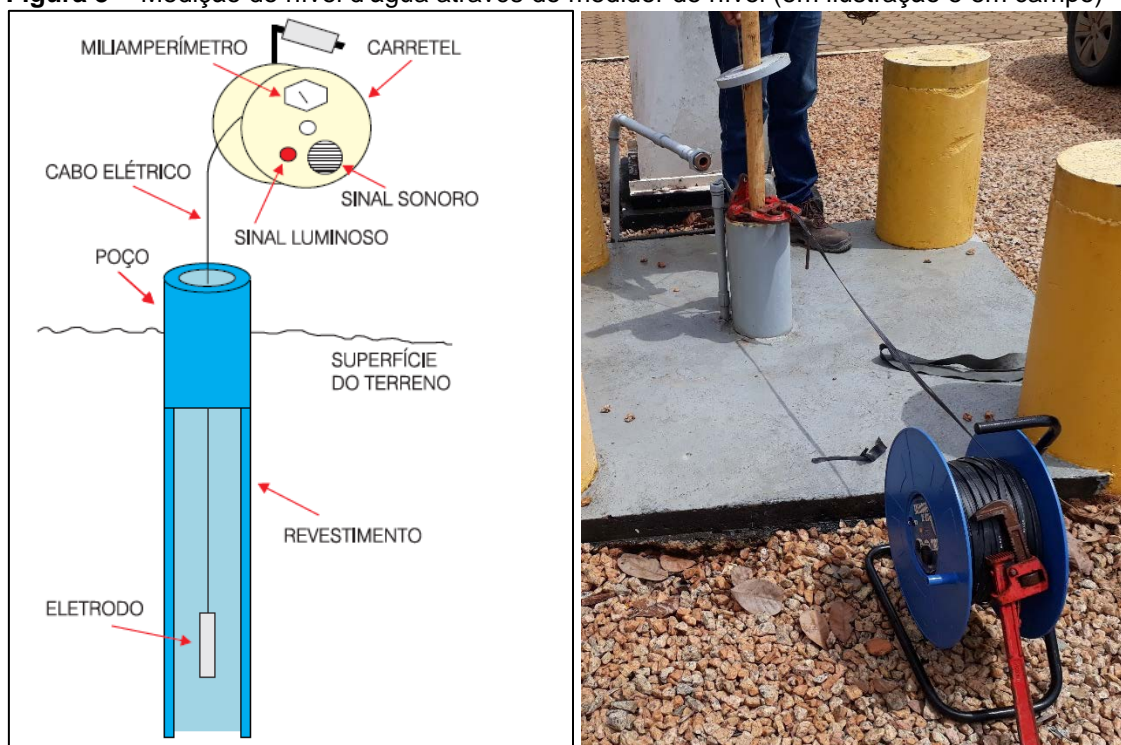 Figura – Medição do nível d'água através do medidor de nível (em ilustração e em campo)
MILIAMPERÍMETRO
CARRETEL
CABO ELÉTRICO
SINAL SONORO
SINAL LUMINOSO
POÇO
SUPERFÍCIE
DO TERRENO
REVESTIMENTO
ELETRODO